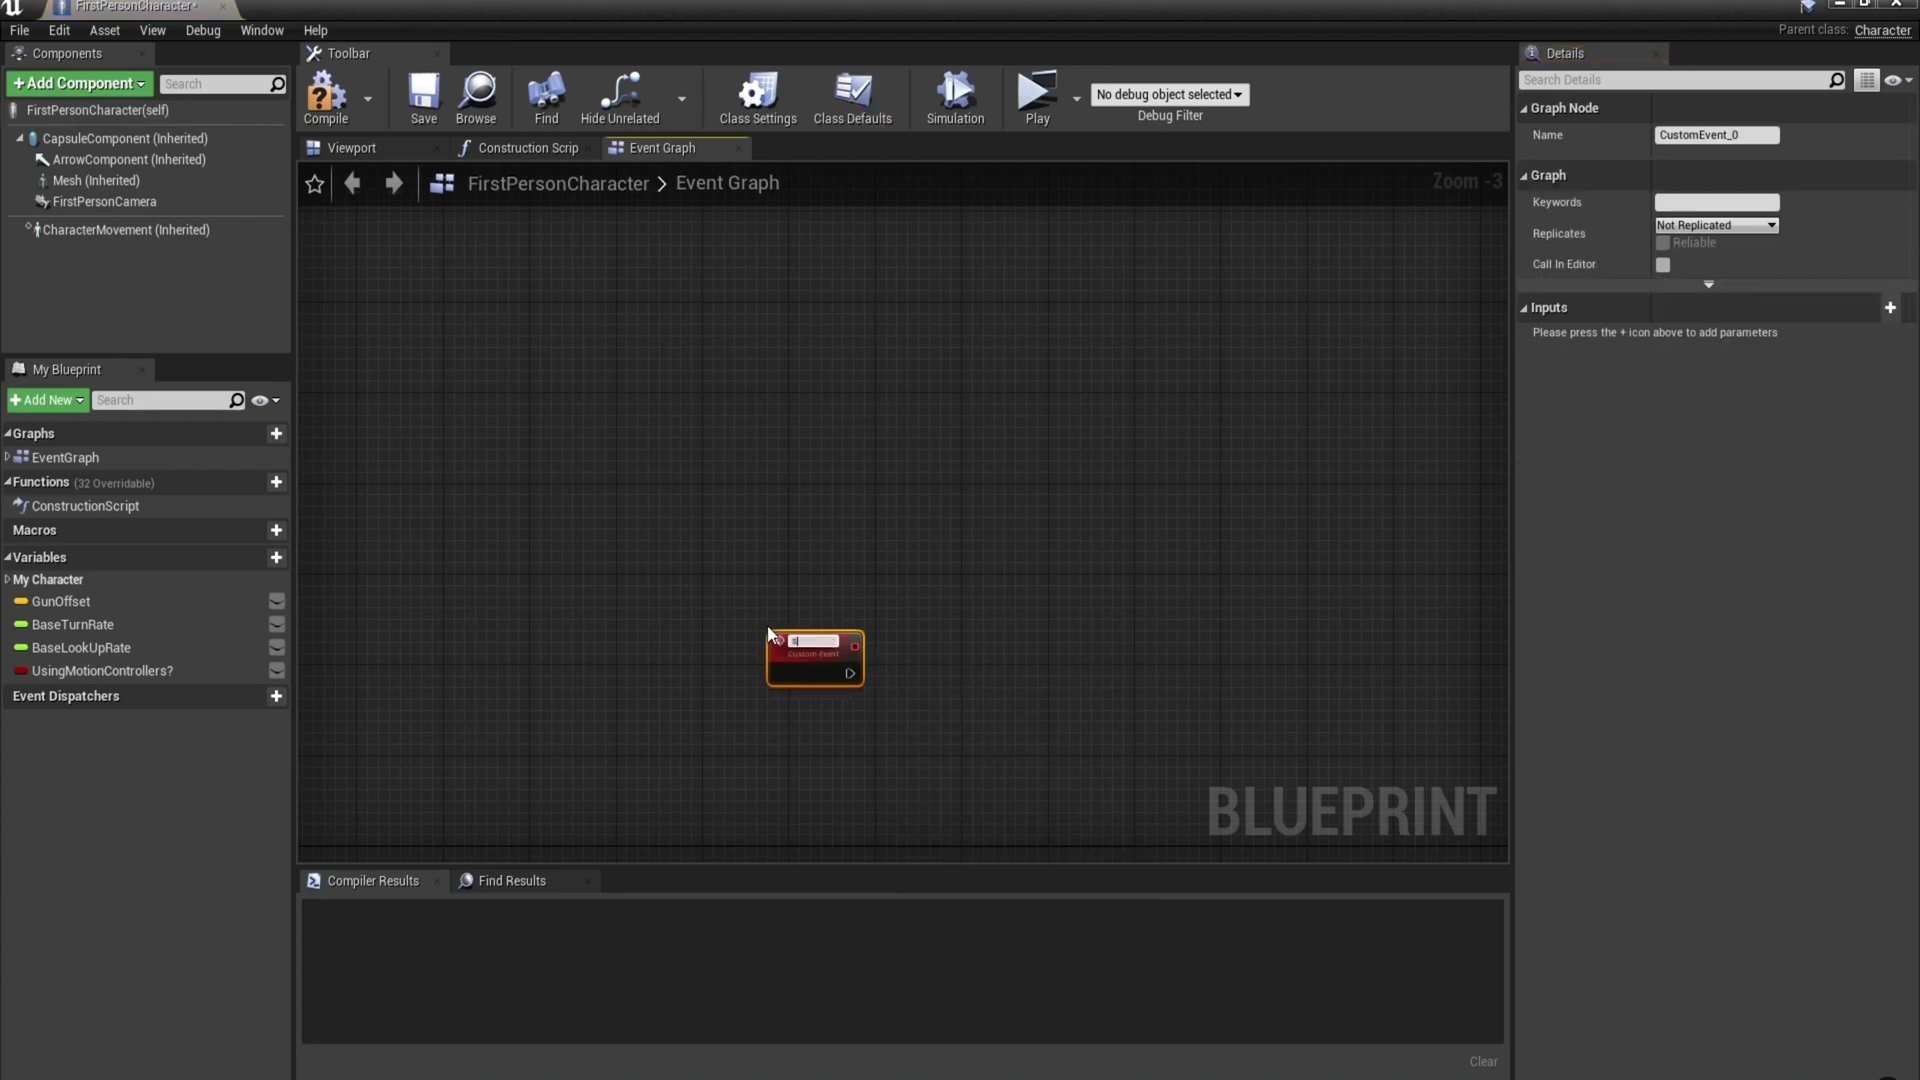 FirstPersonCharacter*
File Edit Asset View Debug Window Help
Parent class: Character
Components
+Add Component
Search
FirstPersonCharacter(self)
CapsuleComponent (Inherited)
ArrowComponent (Inherited)
Mesh (Inherited)
FirstPersonCamera
CharacterMovement (Inherited)
My Blueprint
+Add New
Search
Graphs
EventGraph
Functions (32 Overridable)
ConstructionScript
Macros
Variables
My Character
GunOffset
BaseTurnRate
BaseLookUpRate
UsingMotionControllers?
Event Dispatchers
Toolbar
Compile
Save
Browse
Find
Hide Unrelated
Class Settings
Class Defaults
Simulation
Play
No debug object selected
Debug Filter
Viewport
Construction Scrip
Event Graph
FirstPersonCharacter > Event Graph
Zoom -3
s
Custom Event
BLUEPRINT
Compiler Results
Find Results
Clear
Details
Search Details
Graph Node
Name CustomEvent_0
Graph
Keywords
Replicates Not Replicated
Reliable
Call In Editor
Inputs
Please press the + icon above to add parameters